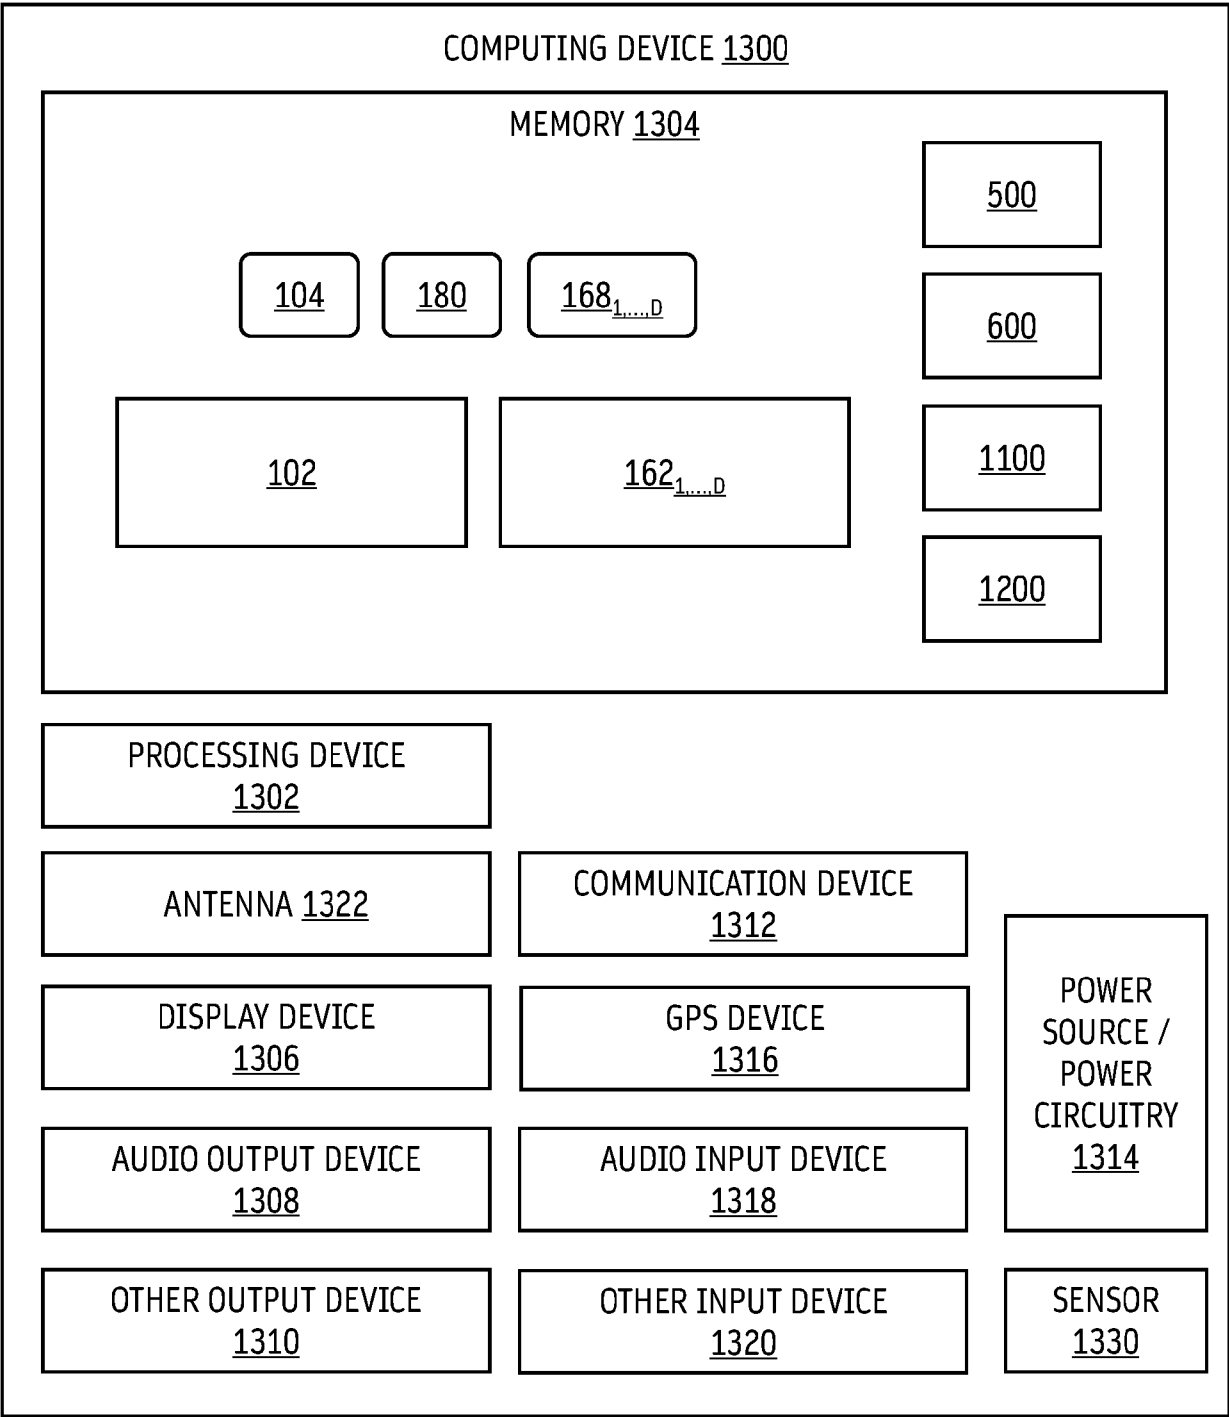 COMPUTING DEVICE 1300
MEMORY 1304
500
104
180
168₁,...,D
600
102
162₁,...,D
1100
1200
PROCESSING DEVICE
1302
ANTENNA 1322
COMMUNICATION DEVICE
1312
DISPLAY DEVICE
1306
GPS DEVICE
1316
POWER
SOURCE /
POWER
CIRCUITRY
1314
AUDIO OUTPUT DEVICE
1308
AUDIO INPUT DEVICE
1318
OTHER OUTPUT DEVICE
1310
OTHER INPUT DEVICE
1320
SENSOR
1330